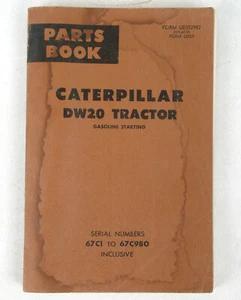 PARTS
BOOK
CATERPILLAR
DW20 TRACTOR
GASOLINE STARTING
SERIAL NUMBERS
67C1 TO 67C980
INCLUSIVE